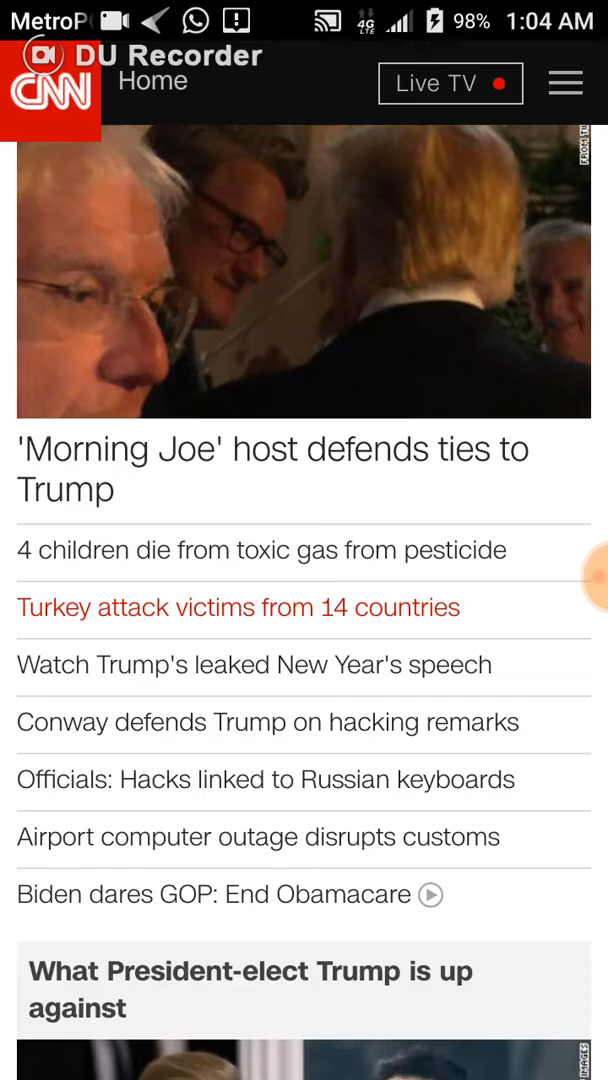 MetroP 4G LTE 98% 1:04 AM
DU Recorder
CNN Home Live TV
FROM
'Morning Joe' host defends ties to
Trump
4 children die from toxic gas from pesticide
Turkey attack victims from 14 countries
Watch Trump's leaked New Year's speech
Conway defends Trump on hacking remarks
Officials: Hacks linked to Russian keyboards
Airport computer outage disrupts customs
Biden dares GOP: End Obamacare
What President-elect Trump is up
against
IMAGES